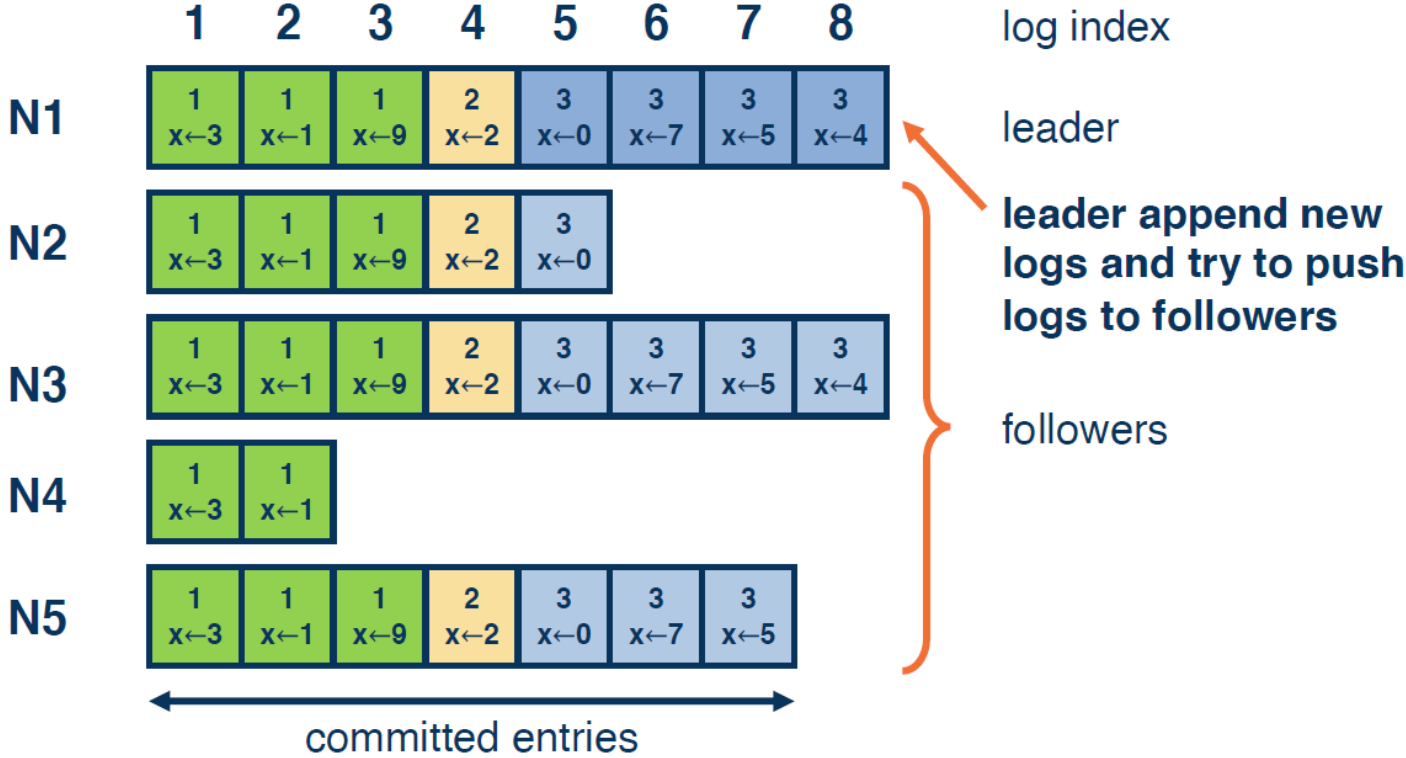 1 2 3 4 5 6 7 8 log index
N1
1 1 1 2 3 3 3 3
x←3 x←1 x←9 x←2 x←0 x←7 x←5 x←4
leader
N2
1 1 1 2 3
x←3 x←1 x←9 x←2 x←0
leader append new
logs and try to push
logs to followers
N3
1 1 1 2 3 3 3 3
x←3 x←1 x←9 x←2 x←0 x←7 x←5 x←4
followers
N4
1 1
x←3 x←1
N5
1 1 1 2 3 3 3
x←3 x←1 x←9 x←2 x←0 x←7 x←5
committed entries